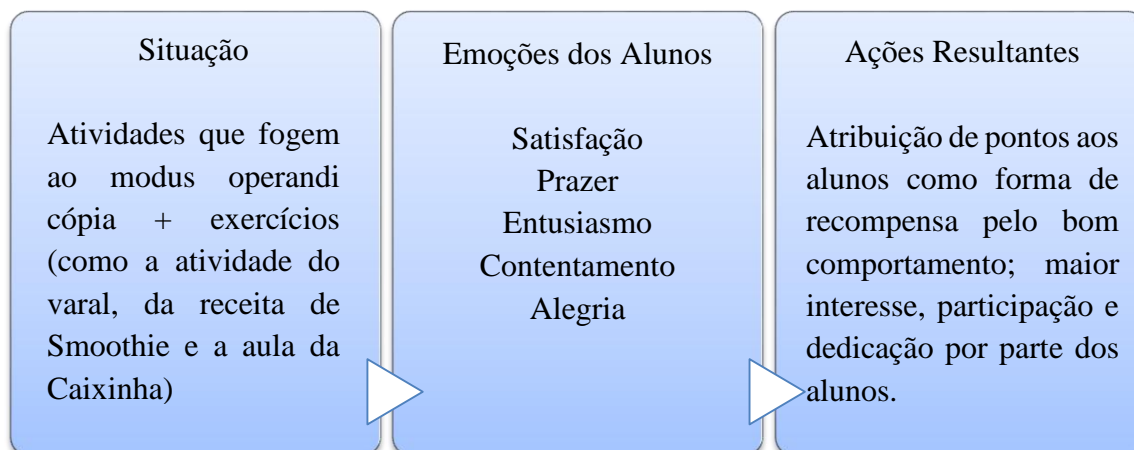 Situação
Atividades que fogem
ao modus operandi
cópia + exercícios
(como a atividade do
varal, da receita de
Smoothie e a aula da
Caixinha)
Emoções dos Alunos
Satisfação
Prazer
Entusiasmo
Contentamento
Alegria
Ações Resultantes
Atribuição de pontos aos
alunos como forma de
recompensa pelo bom
comportamento; maior
interesse, participação e
dedicação por parte dos
alunos.